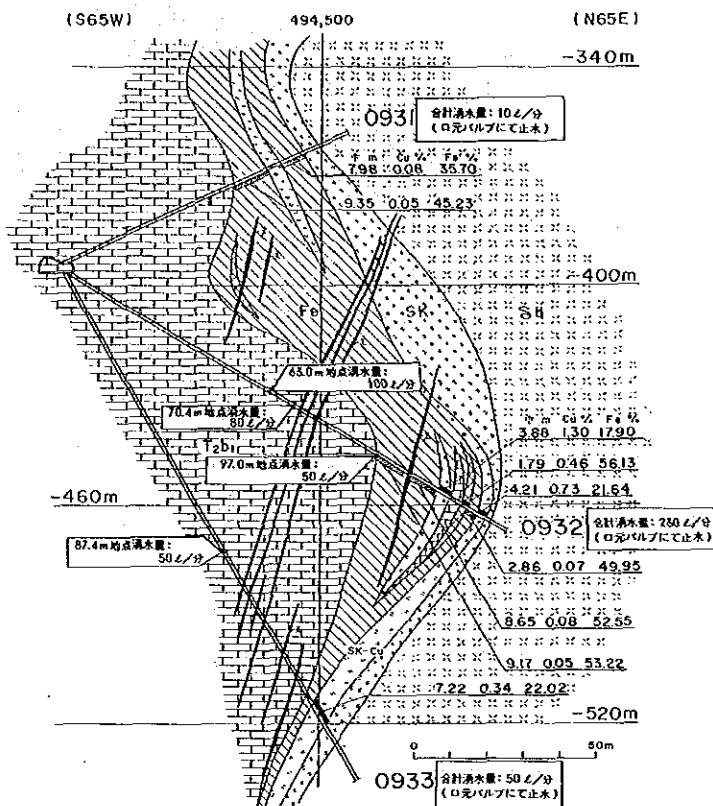 (S65W)
494,500
(N65E)
-340m
0931
合計湧水量:10ℓ/分
(口元バルブにて止水)
巾 m Cu % Fe %
7.98 0.08 35.70
9.35 0.05 45.23
-400m
Fe
SK
Sh
63.0m地点湧水量:
100ℓ/分
70.4m地点湧水量:
80ℓ/分
巾 m Cu % Fe %
3.88 1.30 17.90
T2b1
1.79 0.46 56.13
97.0m地点湧水量:
50ℓ/分
4.21 0.73 21.64
-460m
0932
合計湧水量:280ℓ/分
(口元バルブにて止水)
87.4m地点湧水量:
50ℓ/分
2.86 0.07 49.95
8.65 0.08 52.55
SK-Cu
9.17 0.05 53.22
7.22 0.34 22.02
-520m
0 50m
0933
合計湧水量:50ℓ/分
(口元バルブにて止水)